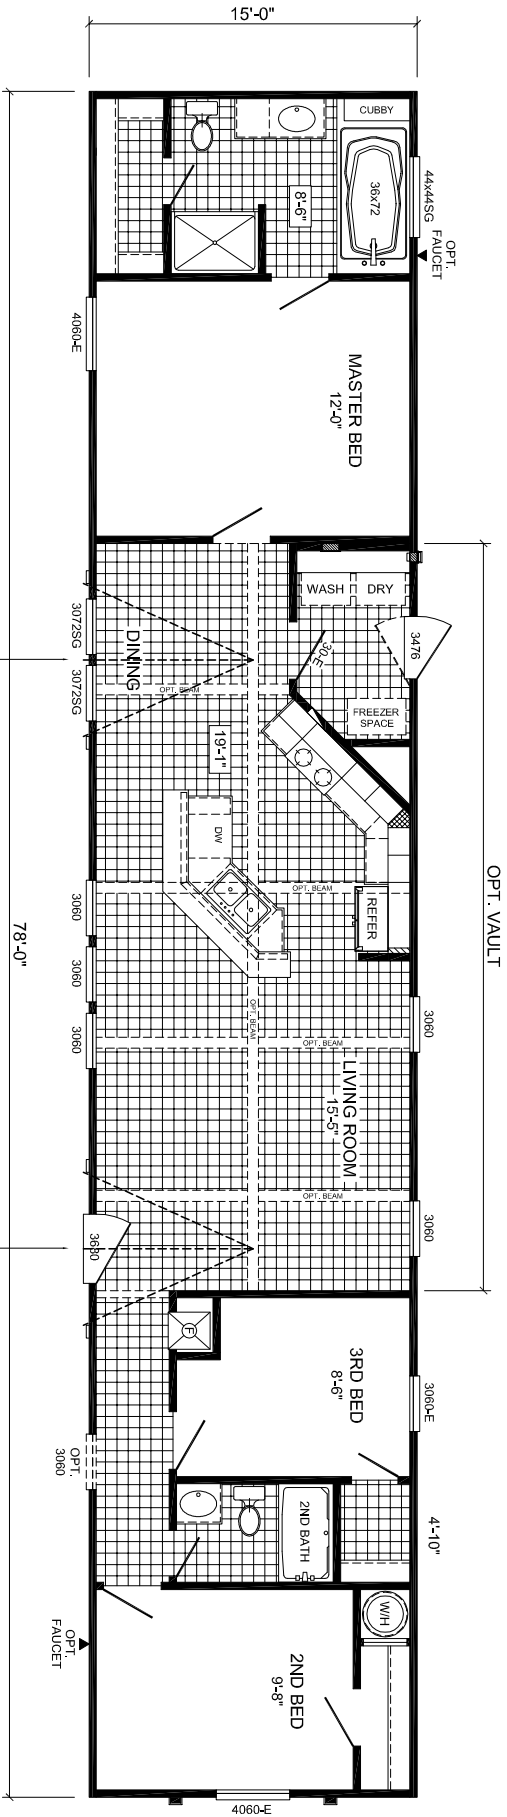 15'-0"
CUBBY
36x72
44x44SG
OPT.
FAUCET
8'-6"
4060-E
MASTER BED
12'-0"
WASH
DRY
3476
30-E
FREEZER
SPACE
3072SG
3072SG
DINING
OPT. BEAM
19'-1"
DW
OPT. BEAM
REFER
OPT. VAULT
78'-0"
3060
3060
3060
OPT. BEAM
OPT. BEAM
3060
LIVING ROOM
15'-5"
OPT. BEAM
3060
3680
F
3RD BED
8'-6"
3060-E
OPT.
3060
2ND BATH
4'-10"
W/H
OPT.
FAUCET
2ND BED
9'-8"
4060-E